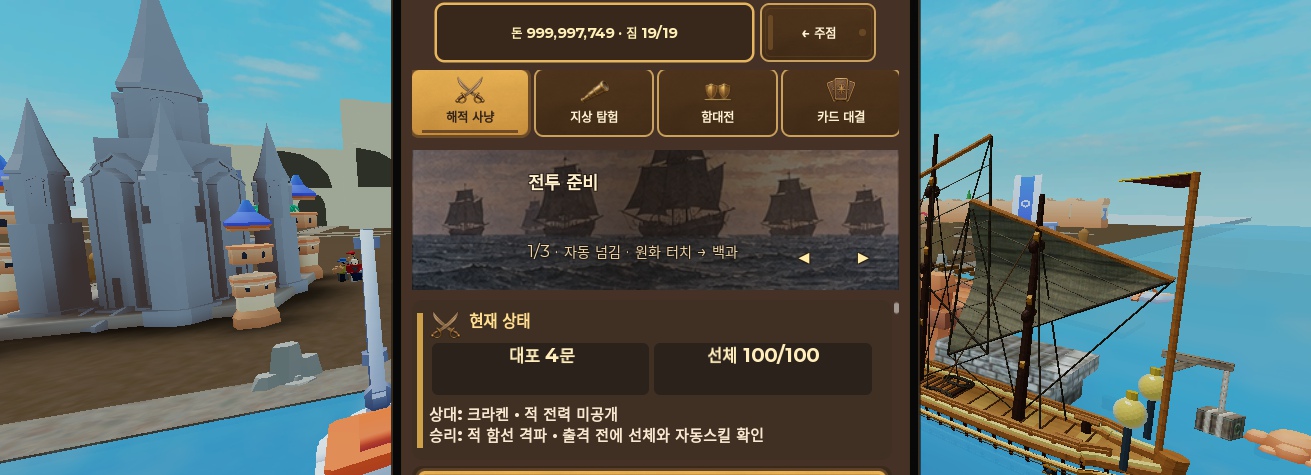 돈 999,997,749 · 짐 19/19
← 주점
해적 사냥
지상 탐험
함대전
카드 대결
전투 준비
1/3 · 자동 넘김 · 원화 터치 → 백과
현재 상태
대포 4문
선체 100/100
상대: 크라켄 • 적 전력 미공개
승리: 적 함선 격파 • 출격 전에 선체와 자동스킬 확인